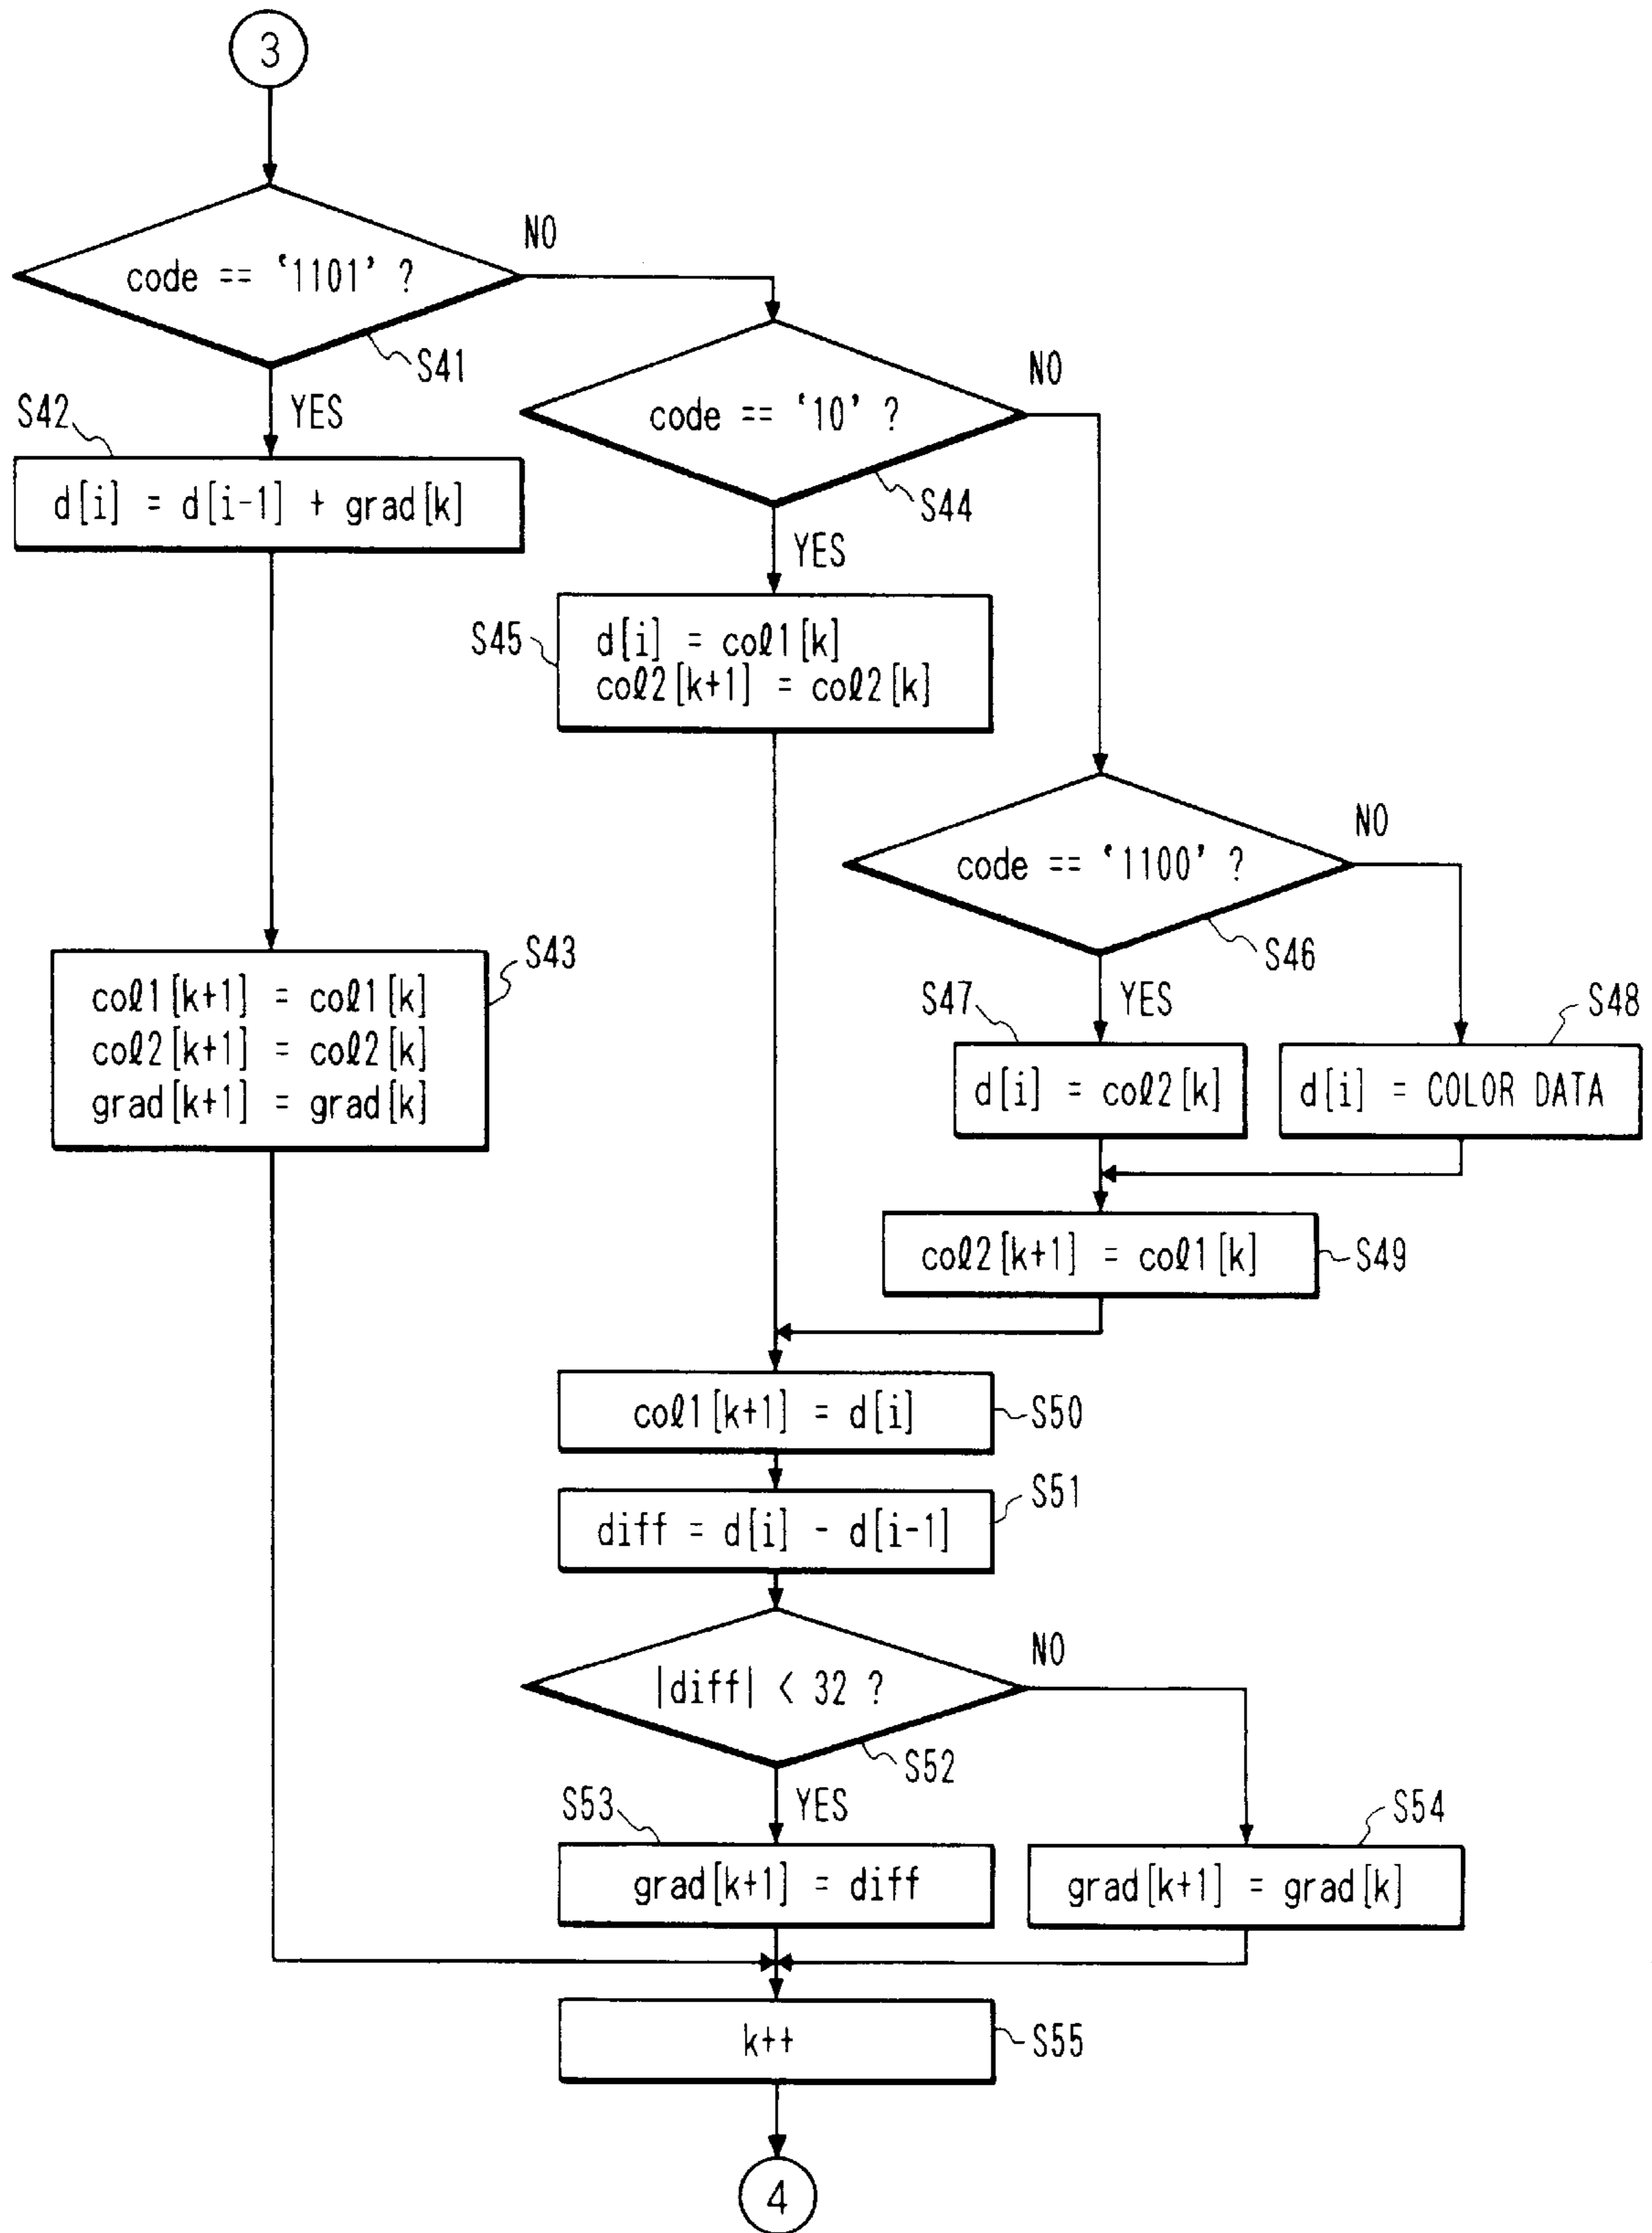 3
code == ‘1101’ ?
NO
S41
YES
S42
d[i] = d[i-1] + grad[k]
code == ‘10’ ?
NO
S44
YES
S45
d[i] = col1[k]
col2[k+1] = col2[k]
code == ‘1100’ ?
NO
S46
YES
S43
col1[k+1] = col1[k]
col2[k+1] = col2[k]
grad[k+1] = grad[k]
S47
d[i] = col2[k]
S48
d[i] = COLOR DATA
col2[k+1] = col1[k]
S49
col1[k+1] = d[i]
S50
diff = d[i] - d[i-1]
S51
|diff| < 32 ?
NO
S52
YES
S53
grad[k+1] = diff
S54
grad[k+1] = grad[k]
k++
S55
4